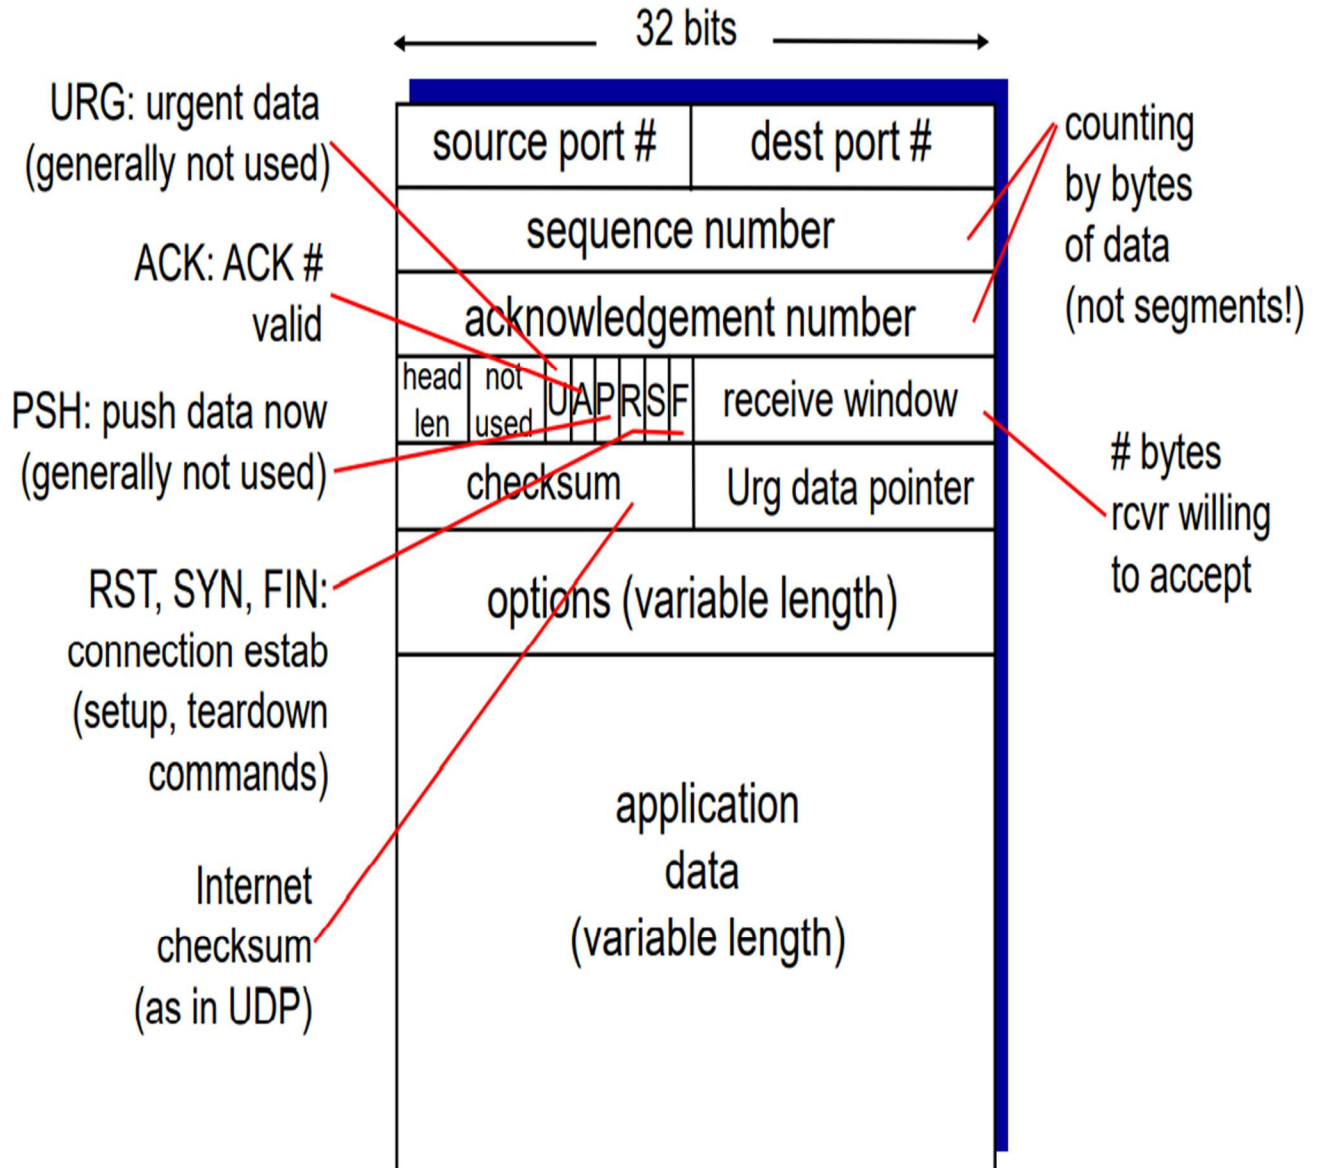 32 bits
URG: urgent data
(generally not used)
ACK: ACK #
valid
PSH: push data now
(generally not used)
RST, SYN, FIN:
connection estab
(setup, teardown
commands)
Internet
checksum
(as in UDP)
source port #
dest port #
sequence number
acknowledgement number
head
len
not
used
U
A
P
R
S
F
receive window
checksum
Urg data pointer
options (variable length)
application
data
(variable length)
counting
by bytes
of data
(not segments!)
# bytes
rcvr willing
to accept